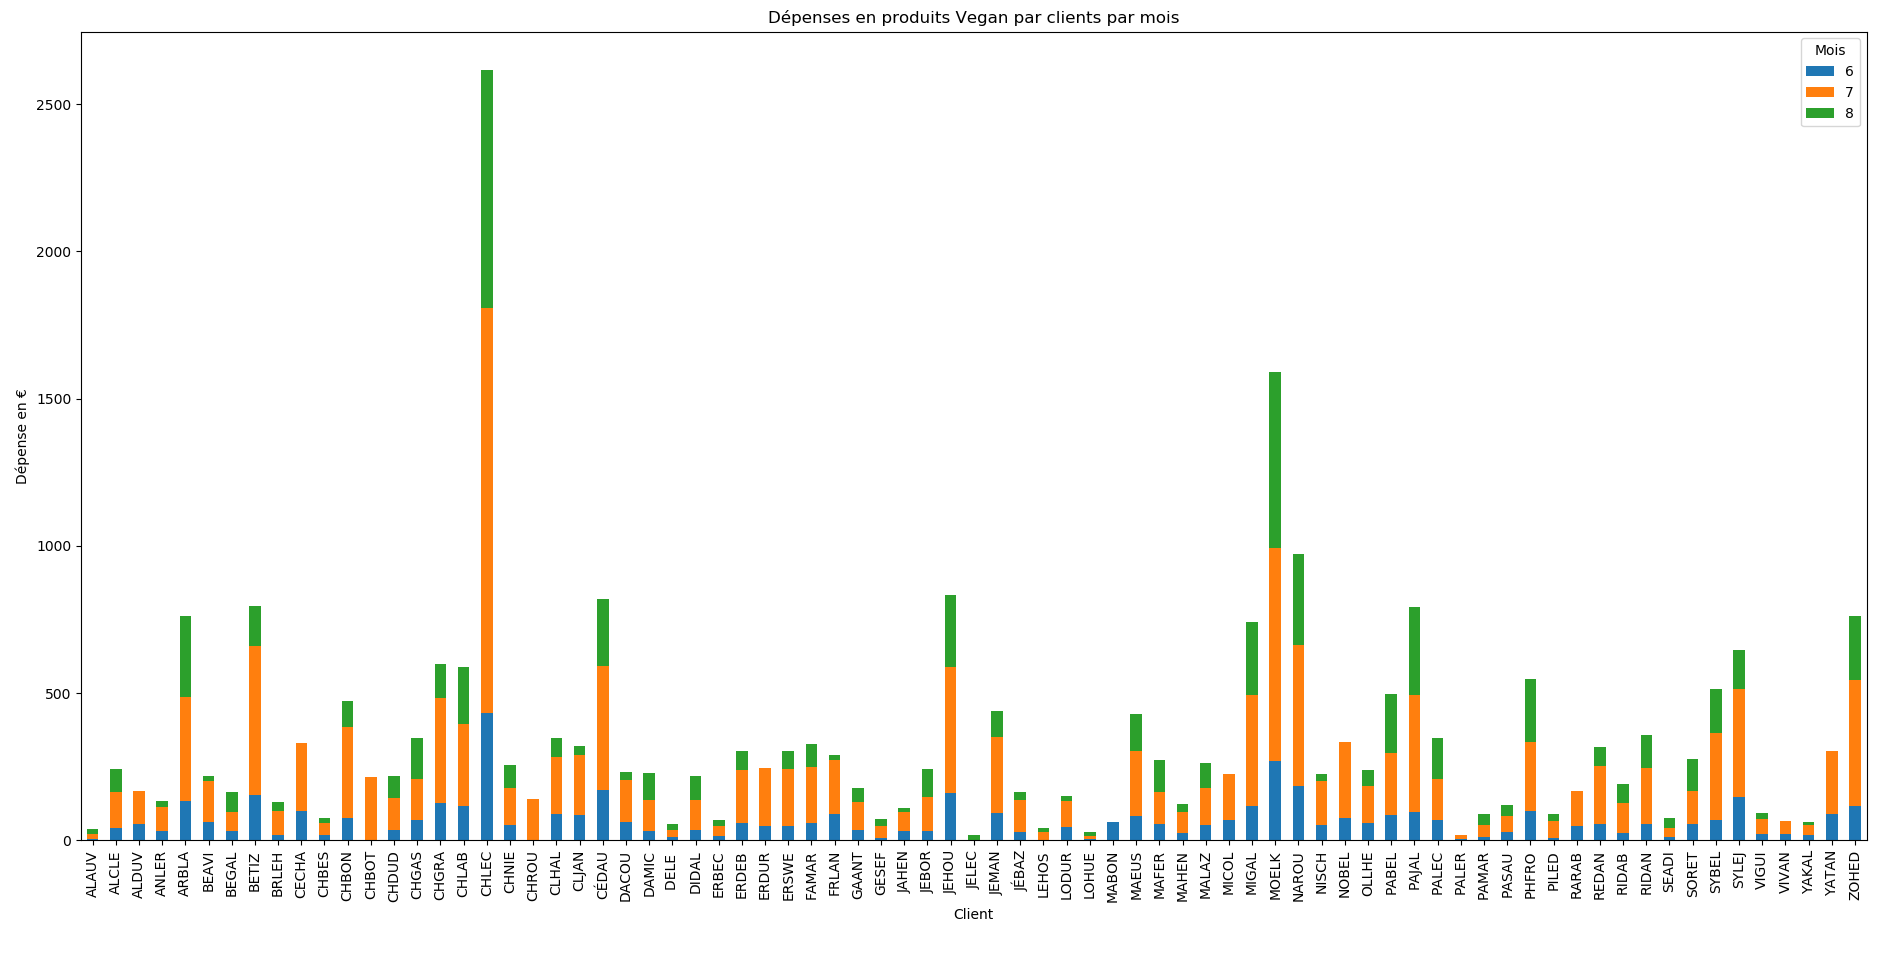 Dépenses en produits Vegan par clients par mois
Mois
6
7
8
2500
2000
1500
1000
500
0
Dépense en €
ALAUV
ALCLE
ALDUV
ANLER
ARBLA
BEAVI
BEGAL
BETIZ
BRLEH
CECHA
CHBES
CHBON
CHBOT
CHDUD
CHGAS
CHGRA
CHLAB
CHLEC
CHNIE
CHROU
CLHAL
CLJAN
CÉDAU
DACOU
DAMIC
DELE
DIDAL
ERBEC
ERDEB
ERDUR
ERSWE
FAMAR
FRLAN
GAANT
GESEF
JAHEN
JEBOR
JEHOU
JELEC
JEMAN
JÉBAZ
LEHOS
LODUR
LOHUE
MABON
MAEUS
MAFER
MAHEN
MALAZ
MICOL
MIGAL
MOELK
NAROU
NISCH
NOBEL
OLLHE
PABEL
PAJAL
PALEC
PALER
PAMAR
PASAU
PHFRO
PILED
RARAB
REDAN
RIDAB
RIDAN
SEADI
SORET
SYBEL
SYLEJ
VIGUI
VIVAN
YAKAL
YATAN
ZOHED
Client